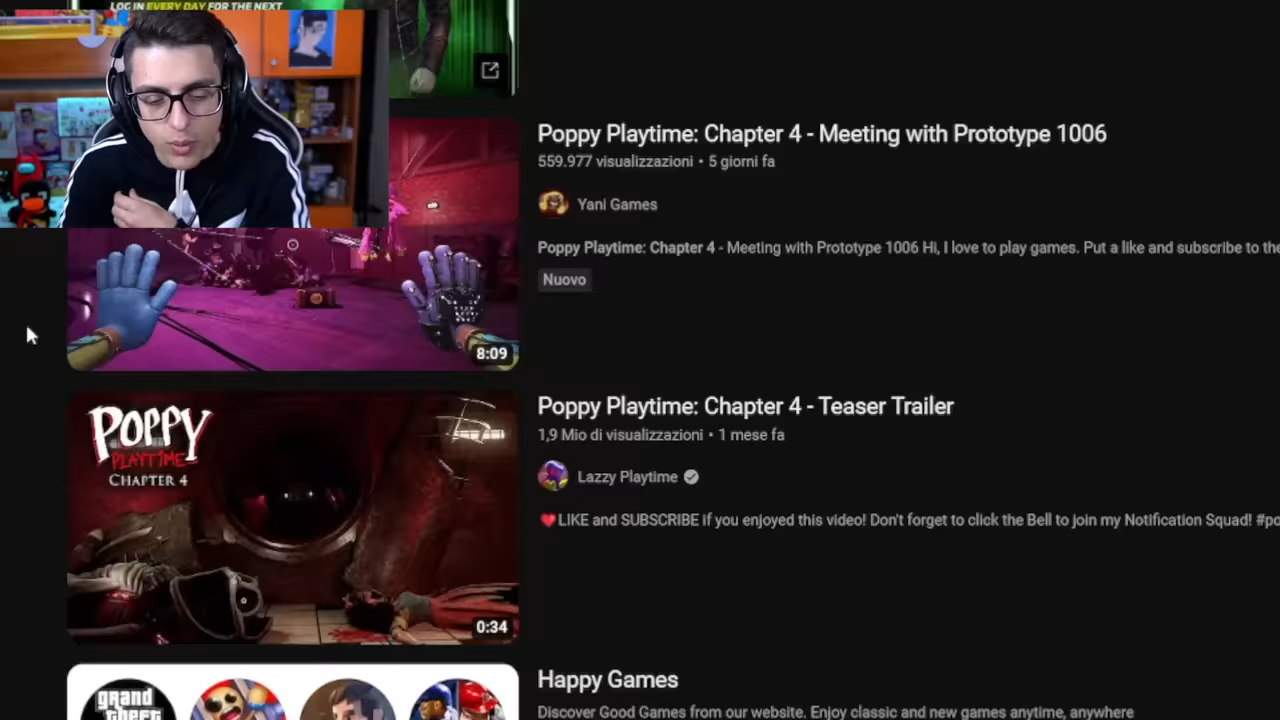 LOG IN EVERY DAY FOR THE NEXT
Poppy Playtime: Chapter 4 - Meeting with Prototype 1006
559.977 visualizzazioni • 5 giorni fa
Yani Games
Poppy Playtime: Chapter 4 - Meeting with Prototype 1006 Hi, I love to play games. Put a like and subscribe to the
Nuovo
8:09
POPPY
PLAYTIME
CHAPTER 4
0:34
Poppy Playtime: Chapter 4 - Teaser Trailer
1,9 Mio di visualizzazioni • 1 mese fa
Lazzy Playtime
❤️LIKE and SUBSCRIBE if you enjoyed this video! Don't forget to click the Bell to join my Notification Squad! #po
grand
theft
Happy Games
Discover Good Games from our website. Enjoy classic and new games anytime, anywhere